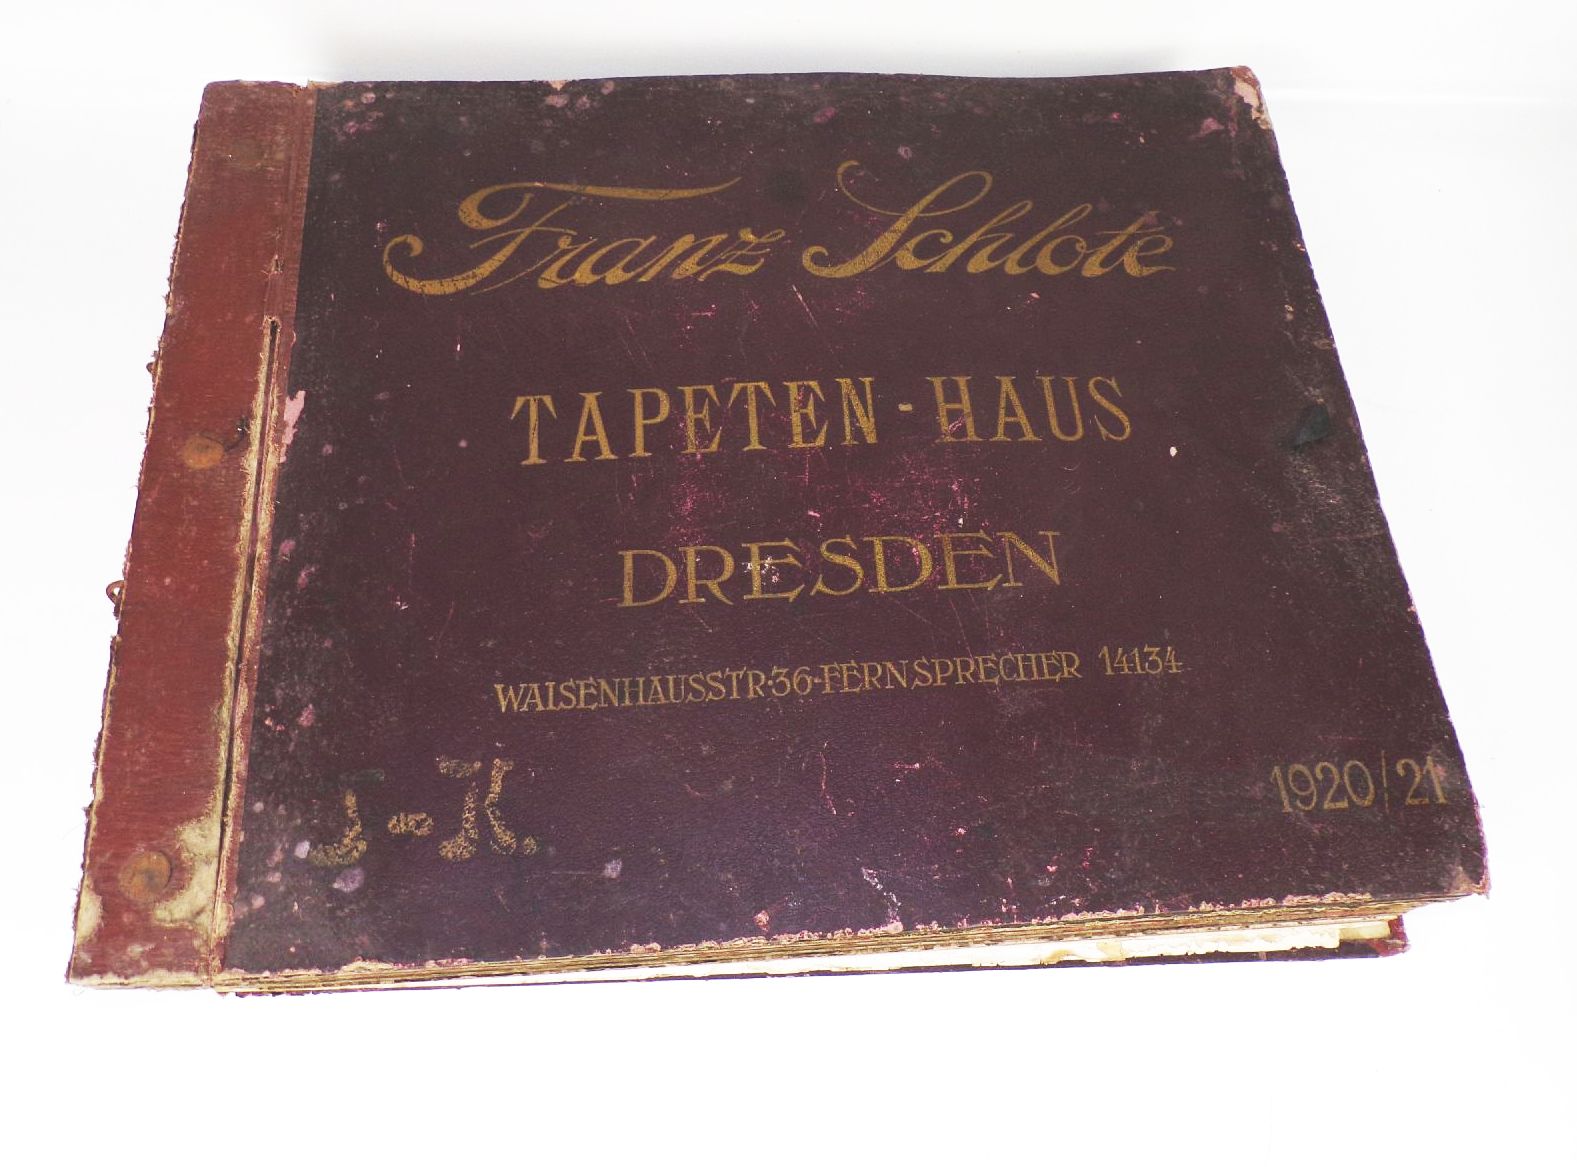 Franz Schlote
TAPETEN-HAUS
DRESDEN
WAISENHAUSSTR·36·FERNSPRECHER 14134
J-K.
1920/21